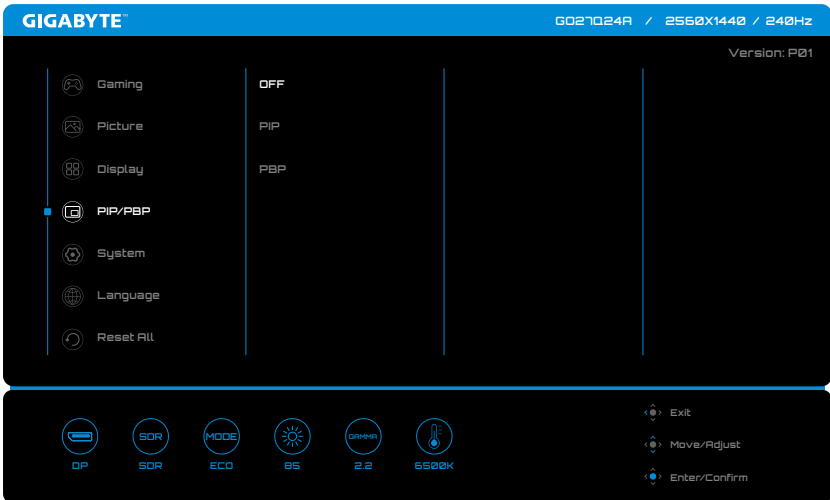 GIGABYTE™
GO27Q24A / 2560X1440 / 240Hz
Version: P01
Gaming
OFF
Picture
PIP
Display
PBP
PIP/PBP
System
Language
Reset All
Exit
SDR
MODE
GAMMA
Move/Adjust
DP
SDR
ECO
85
2.2
6500K
Enter/Confirm